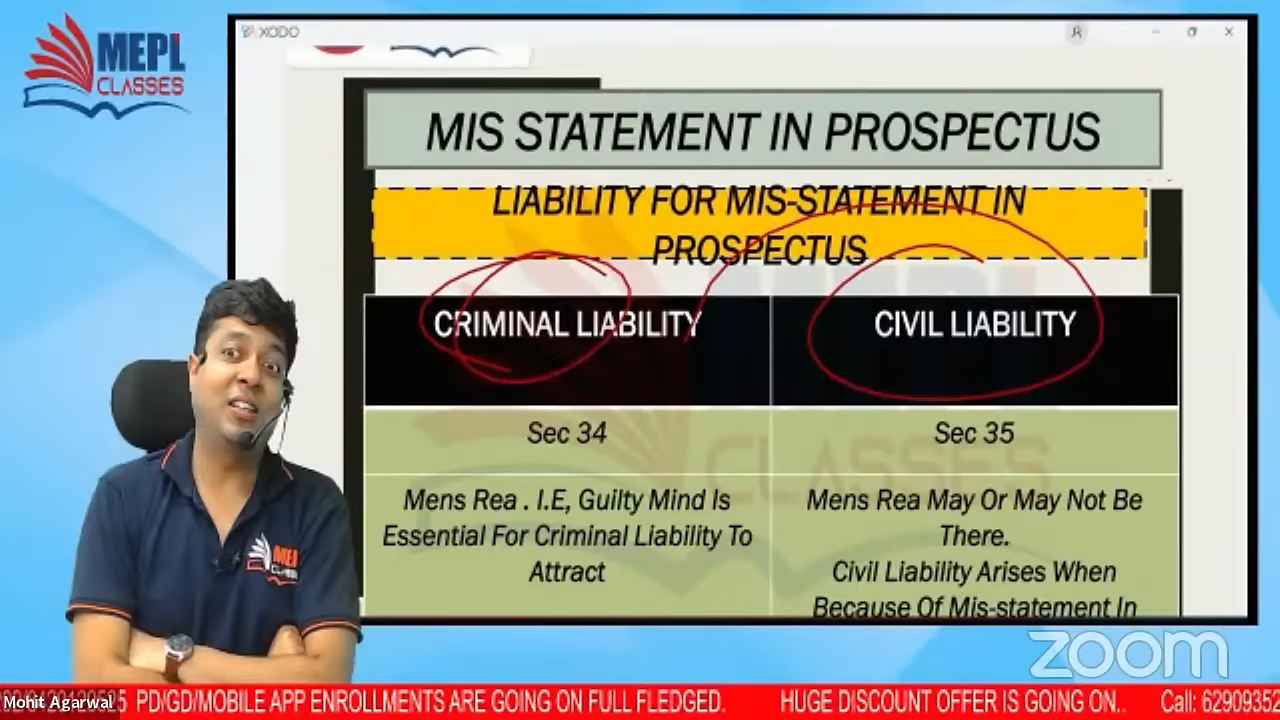 MEPL
CLASSES
XODO
MIS STATEMENT IN PROSPECTUS
LIABILITY FOR MIS-STATEMENT IN
PROSPECTUS
CRIMINAL LIABILITY
CIVIL LIABILITY
Sec 34
Sec 35
Mens Rea . I.E, Guilty Mind Is
Essential For Criminal Liability To
Attract
Mens Rea May Or May Not Be
There.
Civil Liability Arises When
Because Of Mis-statement In
MEPL
CLASSES
zoom
Mohit Agarwal
PD/GD/MOBILE APP ENROLLMENTS ARE GOING ON FULL FLEDGED. HUGE DISCOUNT OFFER IS GOING ON.. Call: 62909352